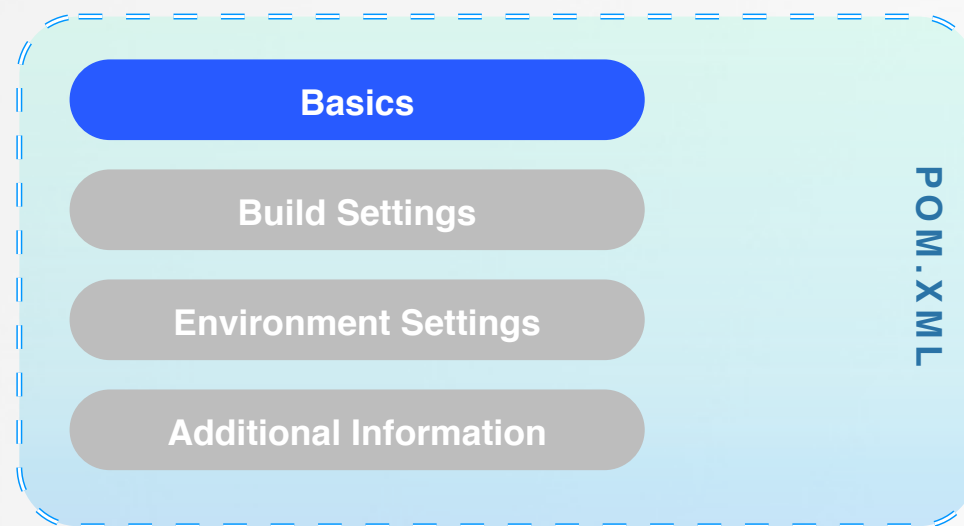 Basics
Build Settings
Environment Settings
Additional Information
POM.XML